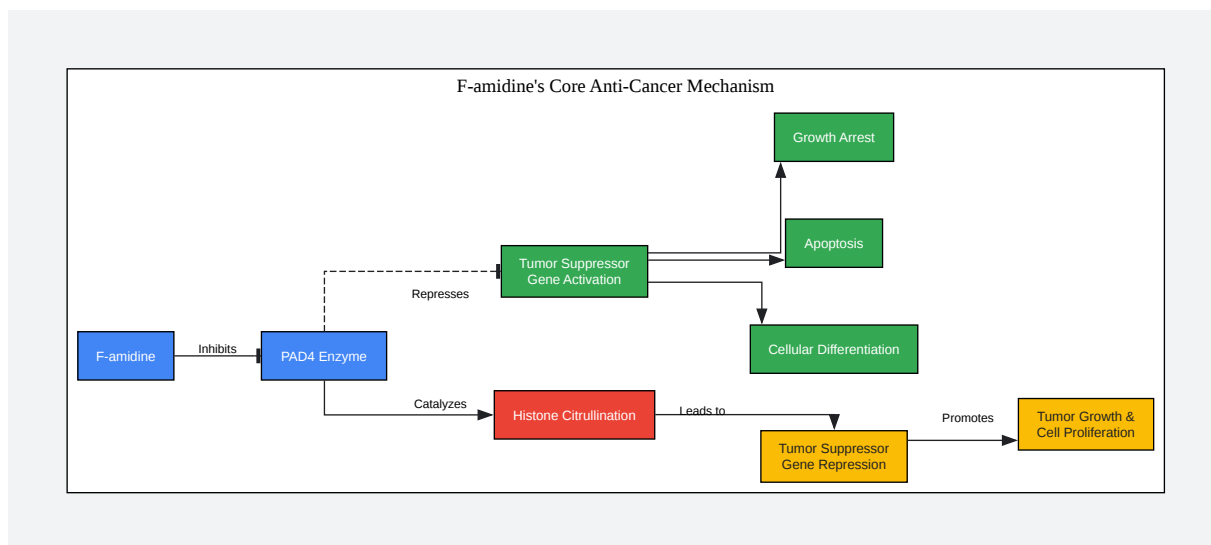 F-amidine's Core Anti-Cancer Mechanism
Growth Arrest
Apoptosis
Tumor Suppressor
Gene Activation
Represses
Cellular Differentiation
F-amidine
Inhibits
PAD4 Enzyme
Catalyzes
Histone Citrullination
Leads to
Tumor Suppressor
Gene Repression
Promotes
Tumor Growth &
Cell Proliferation